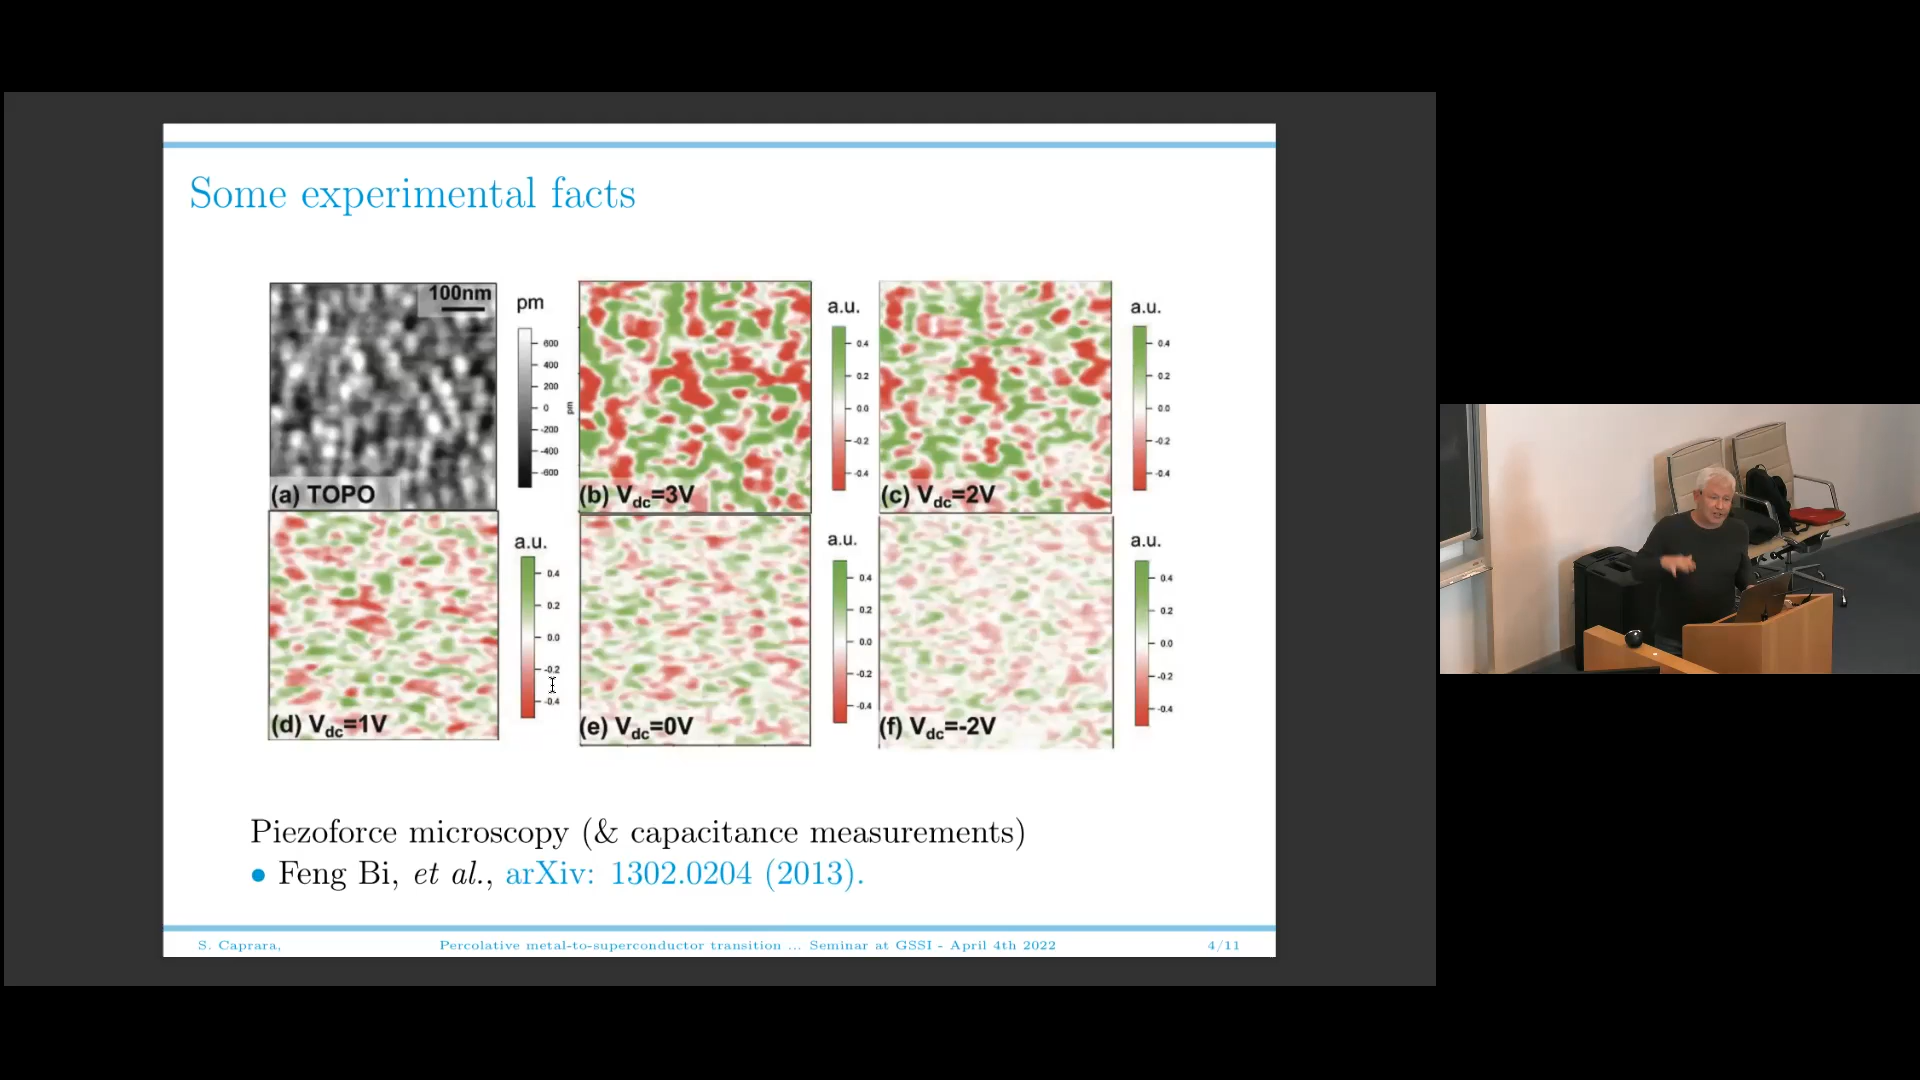 Some experimental facts
100nm
(a) TOPO
pm
600
400
200
0
-200
-400
-600
pm
(b) Vdc=3V
a.u.
0.4
0.2
0.0
-0.2
-0.4
(c) Vdc=2V
a.u.
0.4
0.2
0.0
-0.2
-0.4
(d) Vdc=1V
a.u.
0.4
0.2
0.0
-0.2
-0.4
(e) Vdc=0V
a.u.
0.4
0.2
0.0
-0.2
-0.4
(f) Vdc=-2V
a.u.
0.4
0.2
0.0
-0.2
-0.4
Piezoforce microscopy (& capacitance measurements)
• Feng Bi, et al., arXiv: 1302.0204 (2013).
S. Caprara, Percolative metal-to-superconductor transition ... Seminar at GSSI - April 4th 2022 4/11